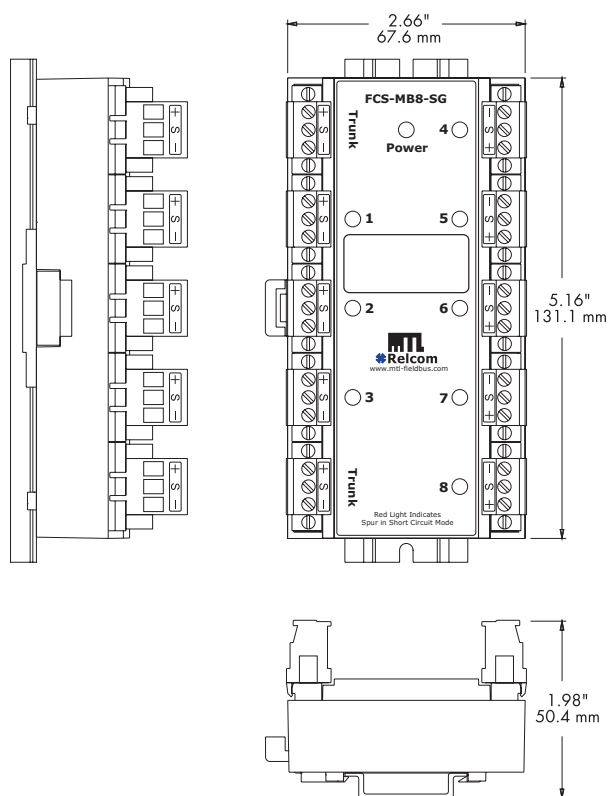 2.66"
67.6 mm
FCS-MB8-SG
Trunk
Power
4
1
5
5.16"
131.1 mm
2
6
MTL
Relcom
www.mtl-fieldbus.com
3
7
Trunk
8
Red Light Indicates
Spur in Short Circuit Mode
+ S −
+ S −
+ S −
+ S −
+ S −
+ S −
+ S −
+ S −
+ S −
+ S −
− S +
− S +
− S +
− S +
− S +
1.98"
50.4 mm